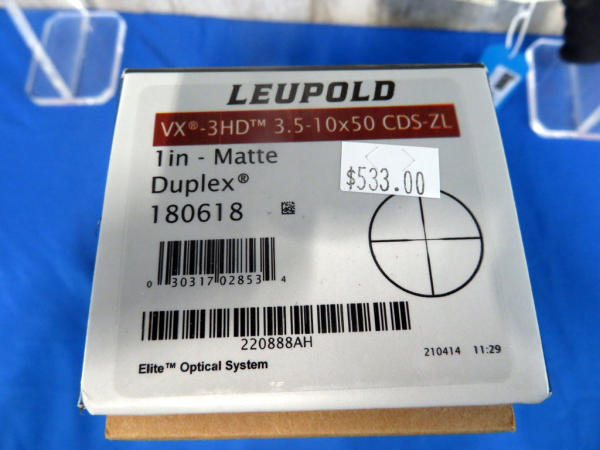 LEUPOLD
VX®-3HD™ 3.5-10x50 CDS-ZL
1in - Matte
Duplex®
180618
$533.00
0 30317 02853 4
220888AH
210414 11:29
Elite™ Optical System